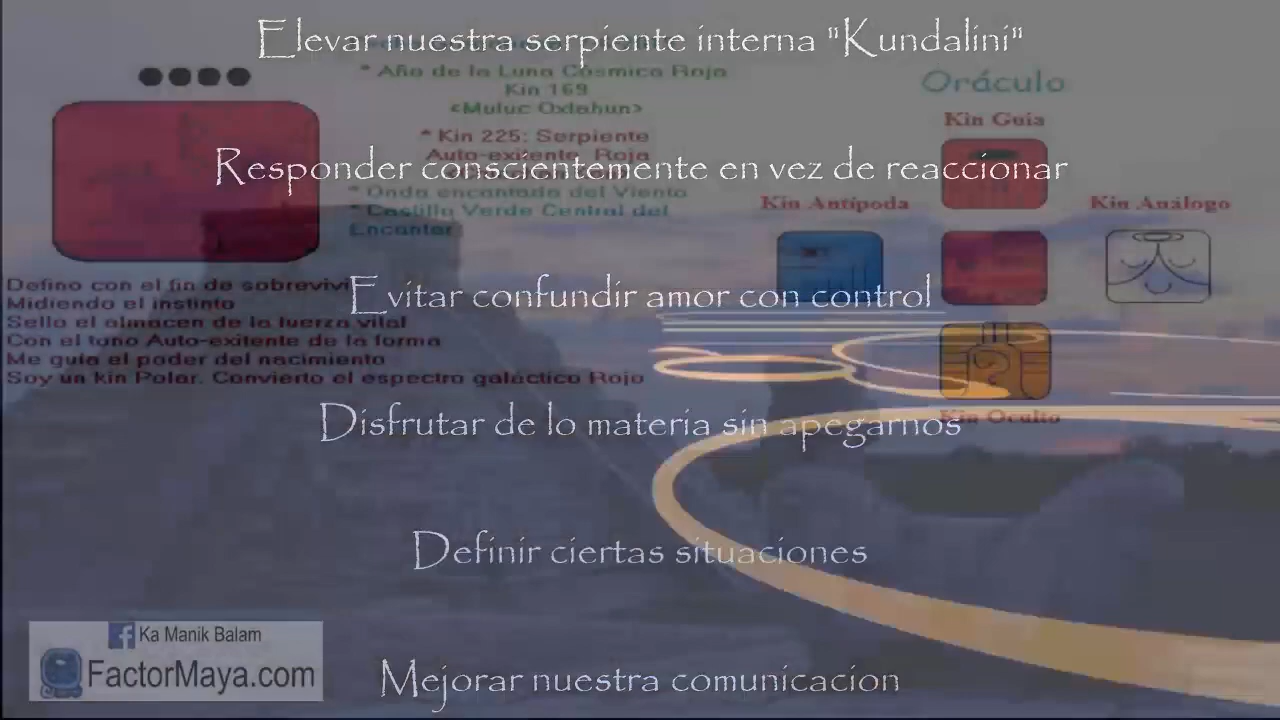 Elevar nuestra serpiente interna "Kundalini"
* Año de la Luna Cósmica Roja
Kin 169
<Muluc Oxlahun>
* Kin 225: Serpiente
Auto-exitente Roja
Responder conscientemente en vez de reaccionar
* Onda encantada del Viento
* Castillo Verde Central del
Encantar
Oráculo
Kin Guía
Kin Antípoda
Kin Análogo
Kin Oculto
Defino con el fin de sobrevivi
Midiendo el instinto
Sello el almacen de la fuerza vital
Con el tono Auto-exitente de la forma
Me guia el poder del nacimiento
Soy un kin Polar. Convierto el espectro galáctico Rojo
Evitar confundir amor con control
Disfrutar de lo materia sin apegarnos
Definir ciertas situaciones
Mejorar nuestra comunicacion
f Ka Manik Balam
FactorMaya.com